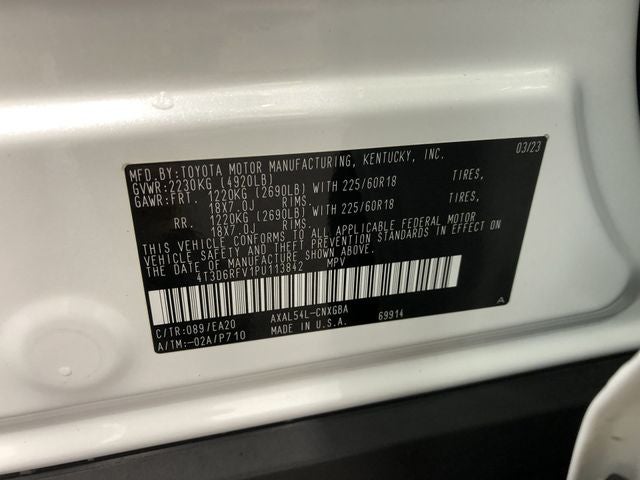 MFD.BY:TOYOTA MOTOR MANUFACTURING, KENTUCKY, INC. 03/23
GVWR:2230KG (4920LB)
GAWR:FRT. 1220KG (2690LB) WITH 225/60R18 TIRES,
18X7.0J RIMS.
RR. 1220KG (2690LB) WITH 225/60R18 TIRES,
18X7.0J RIMS.
THIS VEHICLE CONFORMS TO ALL APPLICABLE FEDERAL MOTOR
VEHICLE SAFETY AND THEFT PREVENTION STANDARDS IN EFFECT ON
THE DATE OF MANUFACTURE SHOWN ABOVE.
4T3D6RFV1PU113842 MPV
C/TR:089/EA20 AXAL54L-CNXGBA A
A/TM:-02A/P710 MADE IN U.S.A. 69914